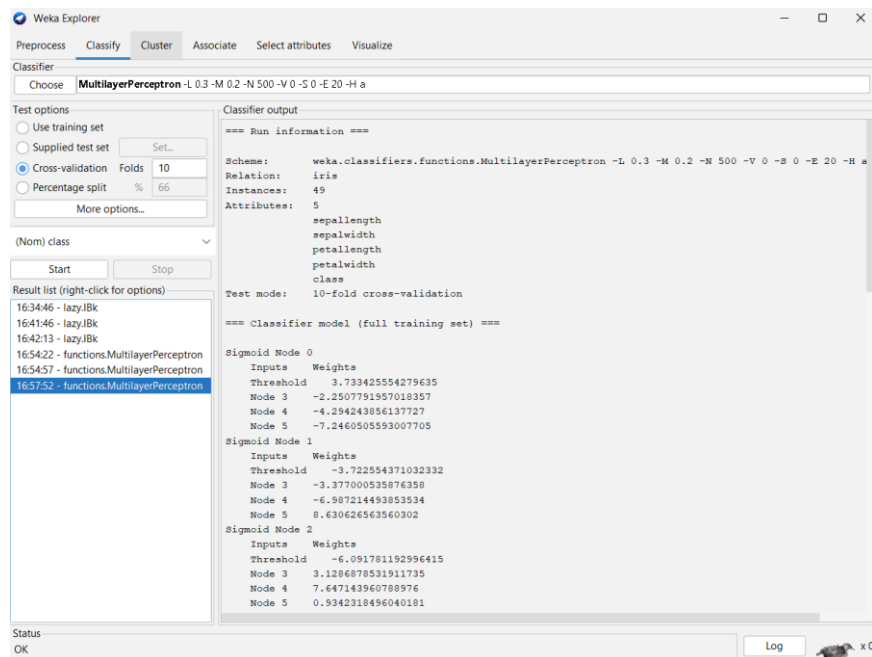 Weka Explorer
Preprocess Classify Cluster Associate Select attributes Visualize
Classifier
Choose MultilayerPerceptron -L 0.3 -M 0.2 -N 500 -V 0 -S 0 -E 20 -H a
Test options
Use training set
Supplied test set Set...
Cross-validation Folds 10
Percentage split % 66
More options...
(Nom) class
Start Stop
Result list (right-click for options)
16:34:46 - lazy.IBk
16:41:46 - lazy.IBk
16:42:13 - lazy.IBk
16:54:22 - functions.MultilayerPerceptron
16:54:57 - functions.MultilayerPerceptron
16:57:52 - functions.MultilayerPerceptron
Classifier output
=== Run information ===
Scheme: weka.classifiers.functions.MultilayerPerceptron -L 0.3 -M 0.2 -N 500 -V 0 -S 0 -E 20 -H a
Relation: iris
Instances: 49
Attributes: 5
sepallength
sepalwidth
petallength
petalwidth
class
Test mode: 10-fold cross-validation
=== Classifier model (full training set) ===
Sigmoid Node 0
Inputs Weights
Threshold 3.733425554279635
Node 3 -2.2507791957018357
Node 4 -4.294243856137727
Node 5 -7.2460505593007705
Sigmoid Node 1
Inputs Weights
Threshold -3.722554371032332
Node 3 -3.377000535876358
Node 4 -6.987214493853534
Node 5 8.630626563560302
Sigmoid Node 2
Inputs Weights
Threshold -6.091781192996415
Node 3 3.1286878531911735
Node 4 7.647143960788976
Node 5 0.9342318496040181
Status
OK
Log
x 0